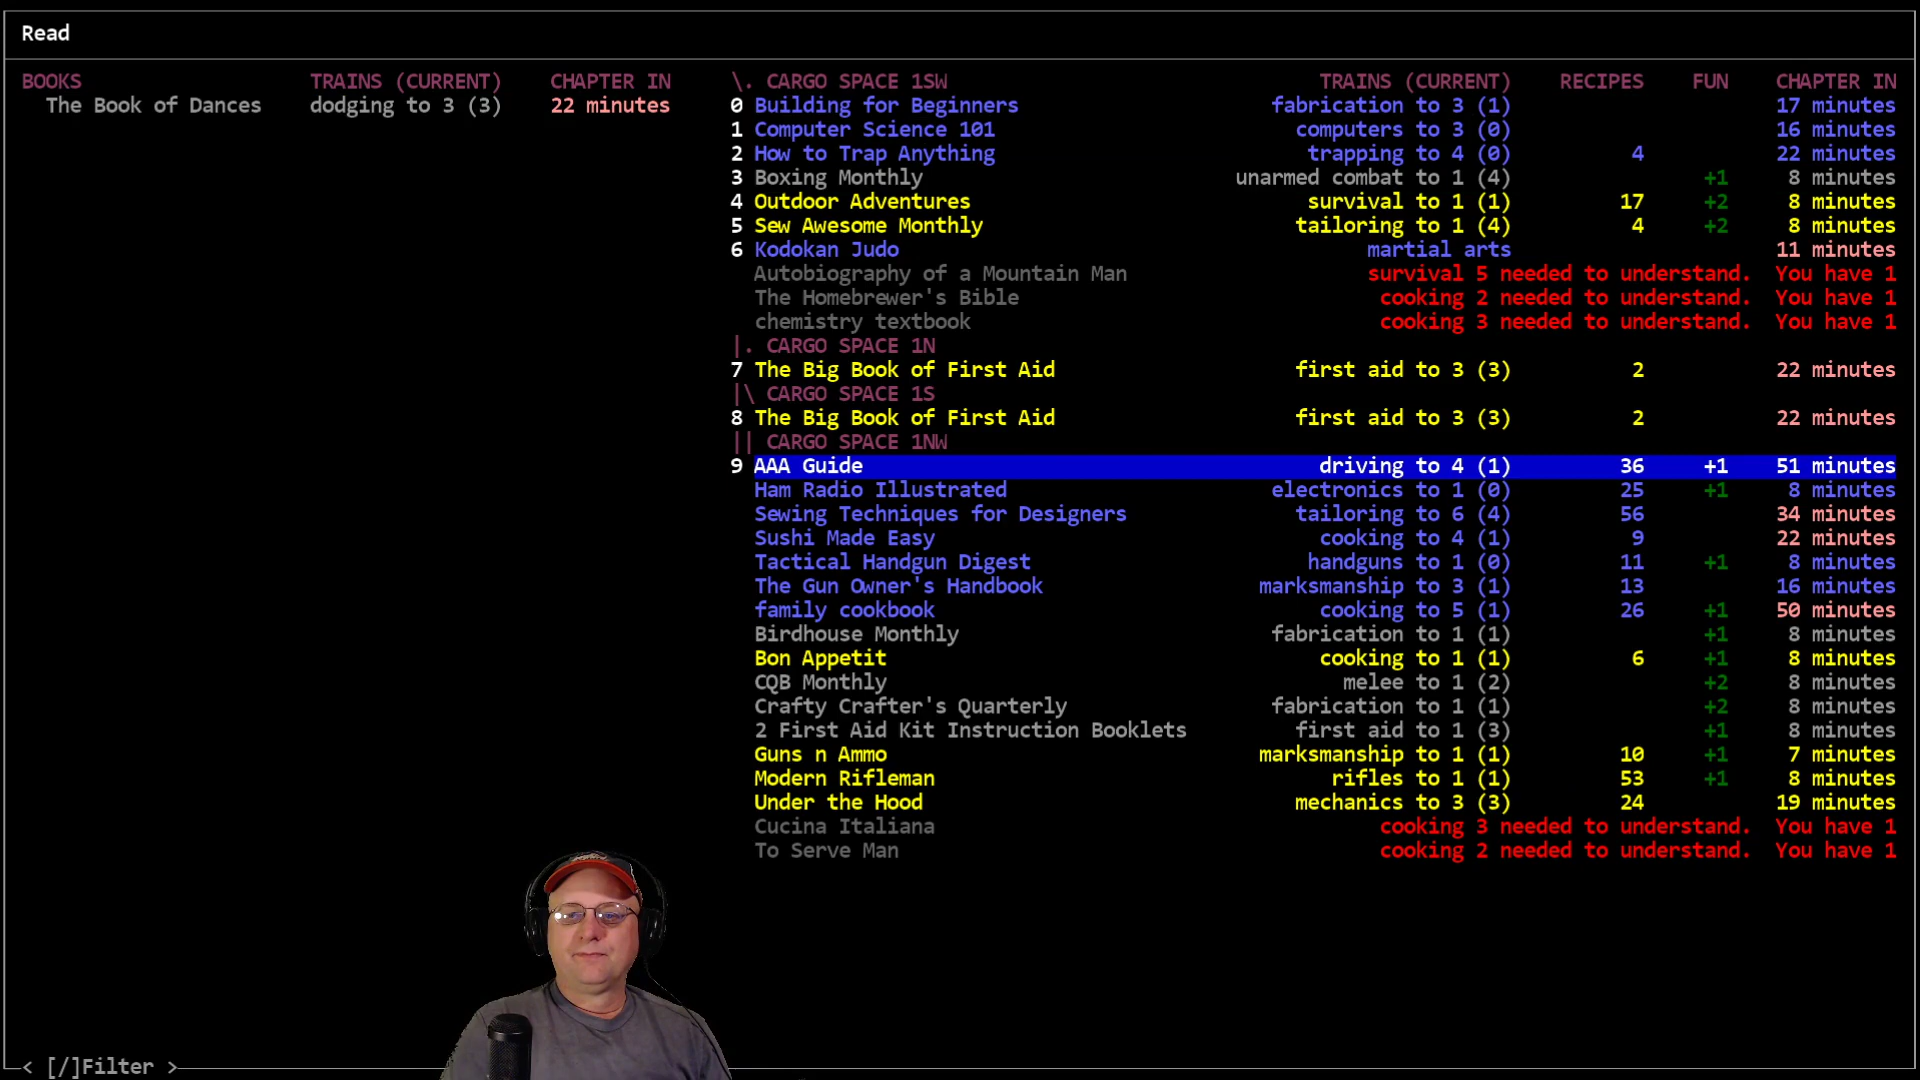 Read
BOOKS TRAINS (CURRENT) CHAPTER IN
The Book of Dances dodging to 3 (3) 22 minutes
\. CARGO SPACE 1SW TRAINS (CURRENT) RECIPES FUN CHAPTER IN
0 Building for Beginners fabrication to 3 (1) 17 minutes
1 Computer Science 101 computers to 3 (0) 16 minutes
2 How to Trap Anything trapping to 4 (0) 4 22 minutes
3 Boxing Monthly unarmed combat to 1 (4) +1 8 minutes
4 Outdoor Adventures survival to 1 (1) 17 +2 8 minutes
5 Sew Awesome Monthly tailoring to 1 (4) 4 +2 8 minutes
6 Kodokan Judo martial arts 11 minutes
Autobiography of a Mountain Man survival 5 needed to understand. You have 1
The Homebrewer's Bible cooking 2 needed to understand. You have 1
chemistry textbook cooking 3 needed to understand. You have 1
|. CARGO SPACE 1N
7 The Big Book of First Aid first aid to 3 (3) 2 22 minutes
|\ CARGO SPACE 1S
8 The Big Book of First Aid first aid to 3 (3) 2 22 minutes
|| CARGO SPACE 1NW
9 AAA Guide driving to 4 (1) 36 +1 51 minutes
Ham Radio Illustrated electronics to 1 (0) 25 +1 8 minutes
Sewing Techniques for Designers tailoring to 6 (4) 56 34 minutes
Sushi Made Easy cooking to 4 (1) 9 22 minutes
Tactical Handgun Digest handguns to 1 (0) 11 +1 8 minutes
The Gun Owner's Handbook marksmanship to 3 (1) 13 16 minutes
family cookbook cooking to 5 (1) 26 +1 50 minutes
Birdhouse Monthly fabrication to 1 (1) +1 8 minutes
Bon Appetit cooking to 1 (1) 6 +1 8 minutes
CQB Monthly melee to 1 (2) +2 8 minutes
Crafty Crafter's Quarterly fabrication to 1 (1) +2 8 minutes
2 First Aid Kit Instruction Booklets first aid to 1 (3) +1 8 minutes
Guns n Ammo marksmanship to 1 (1) 10 +1 7 minutes
Modern Rifleman rifles to 1 (1) 53 +1 8 minutes
Under the Hood mechanics to 3 (3) 24 19 minutes
Cucina Italiana cooking 3 needed to understand. You have 1
To Serve Man cooking 2 needed to understand. You have 1
< [/]Filter >